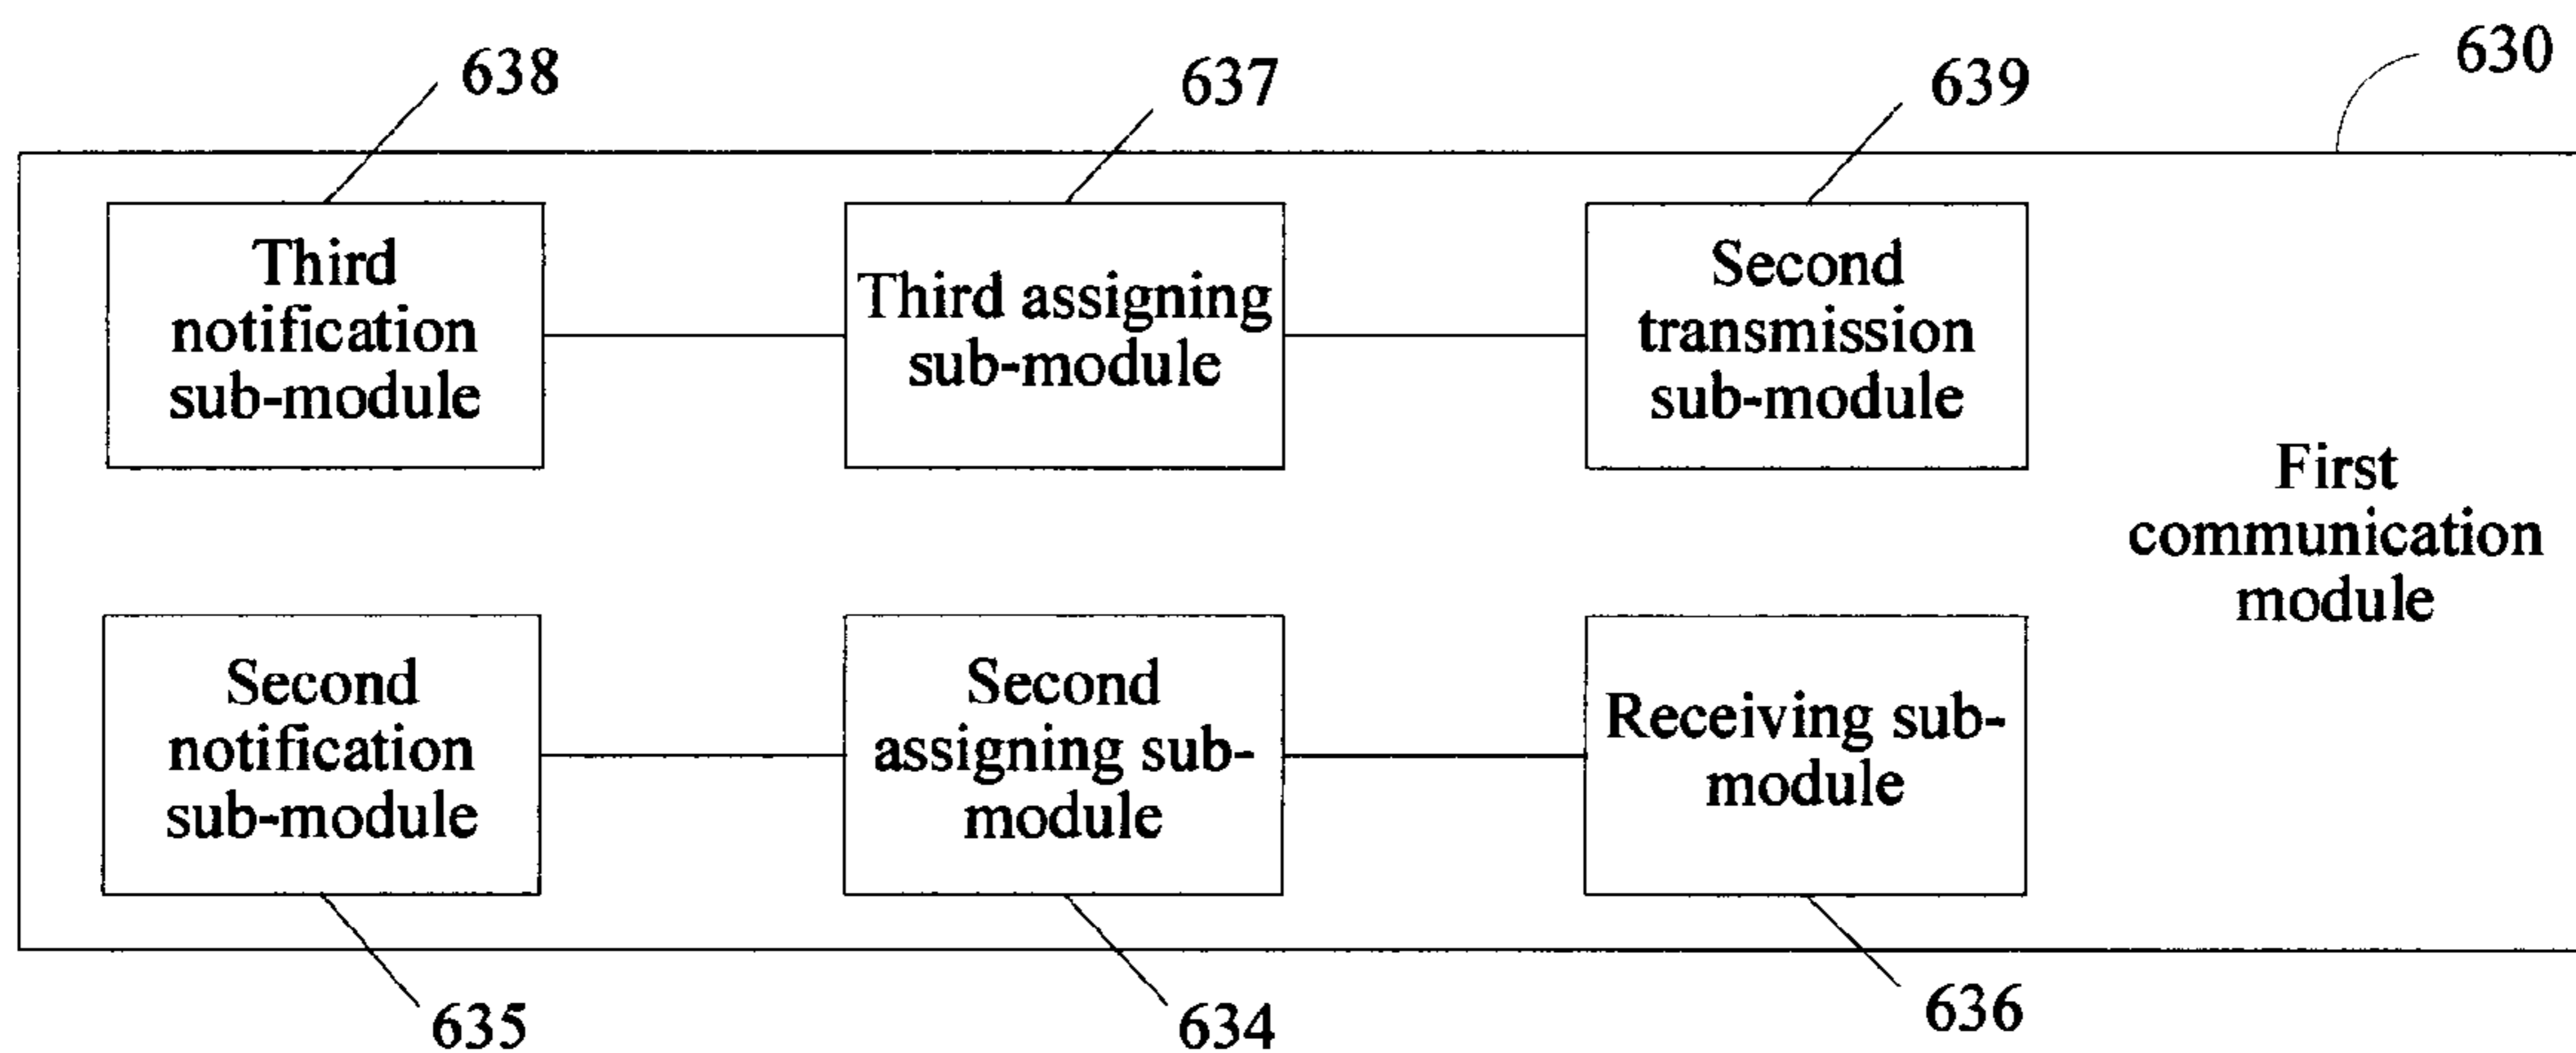 638
637
639
630
Third
notification
sub-module
Third assigning
sub-module
Second
transmission
sub-module
First
communication
module
Second
notification
sub-module
Second
assigning sub-
module
Receiving sub-
module
635
634
636